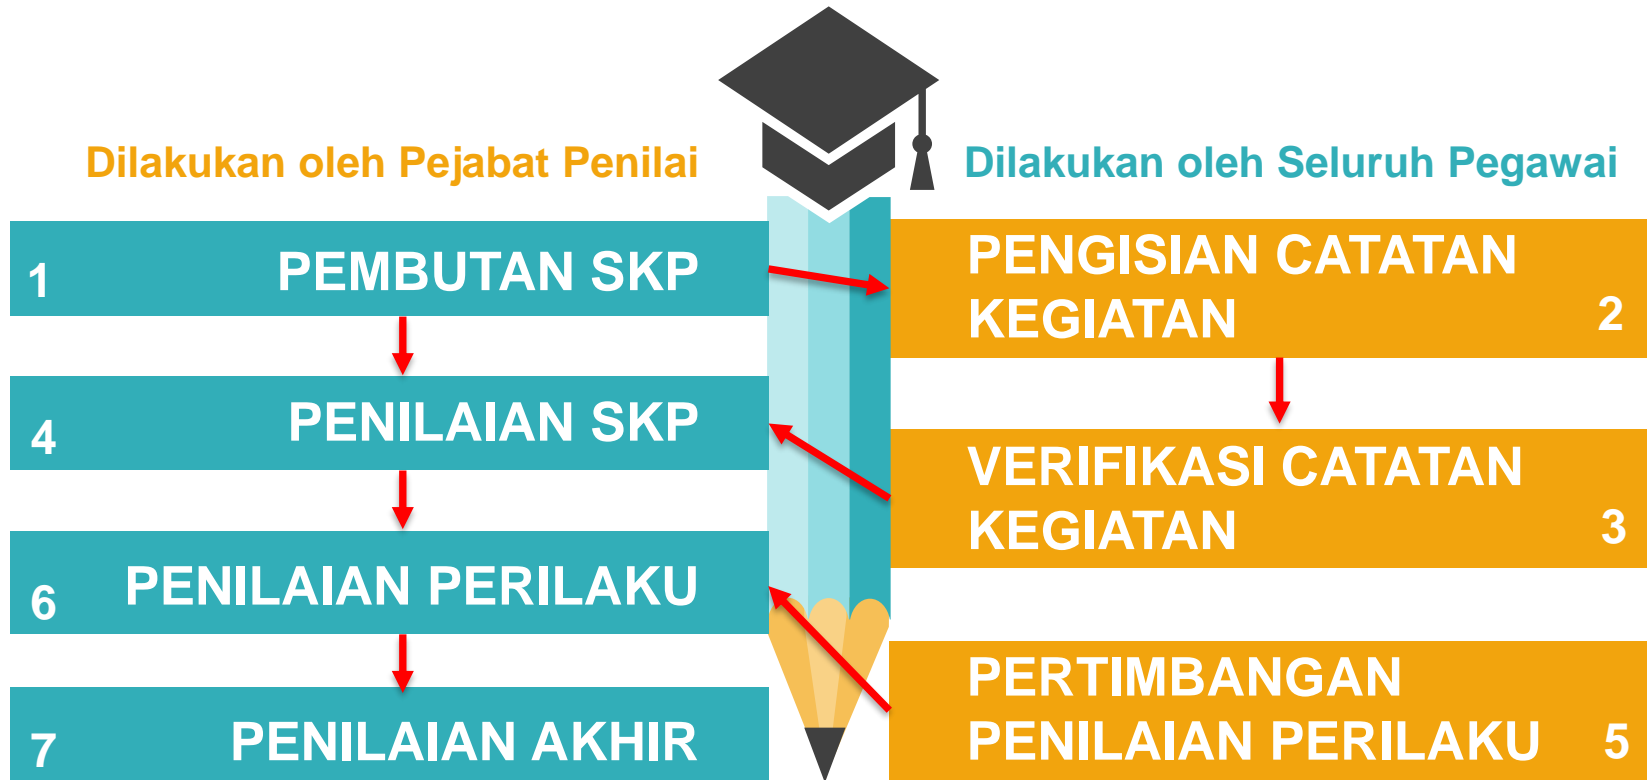 Dilakukan oleh Pejabat Penilai
1
PEMBUTAN SKP
4
PENILAIAN SKP
6
PENILAIAN PERILAKU
7
PENILAIAN AKHIR
Dilakukan oleh Seluruh Pegawai
PENGISIAN CATATAN
KEGIATAN
2
VERIFIKASI CATATAN
KEGIATAN
3
PERTIMBANGAN
PENILAIAN PERILAKU
5